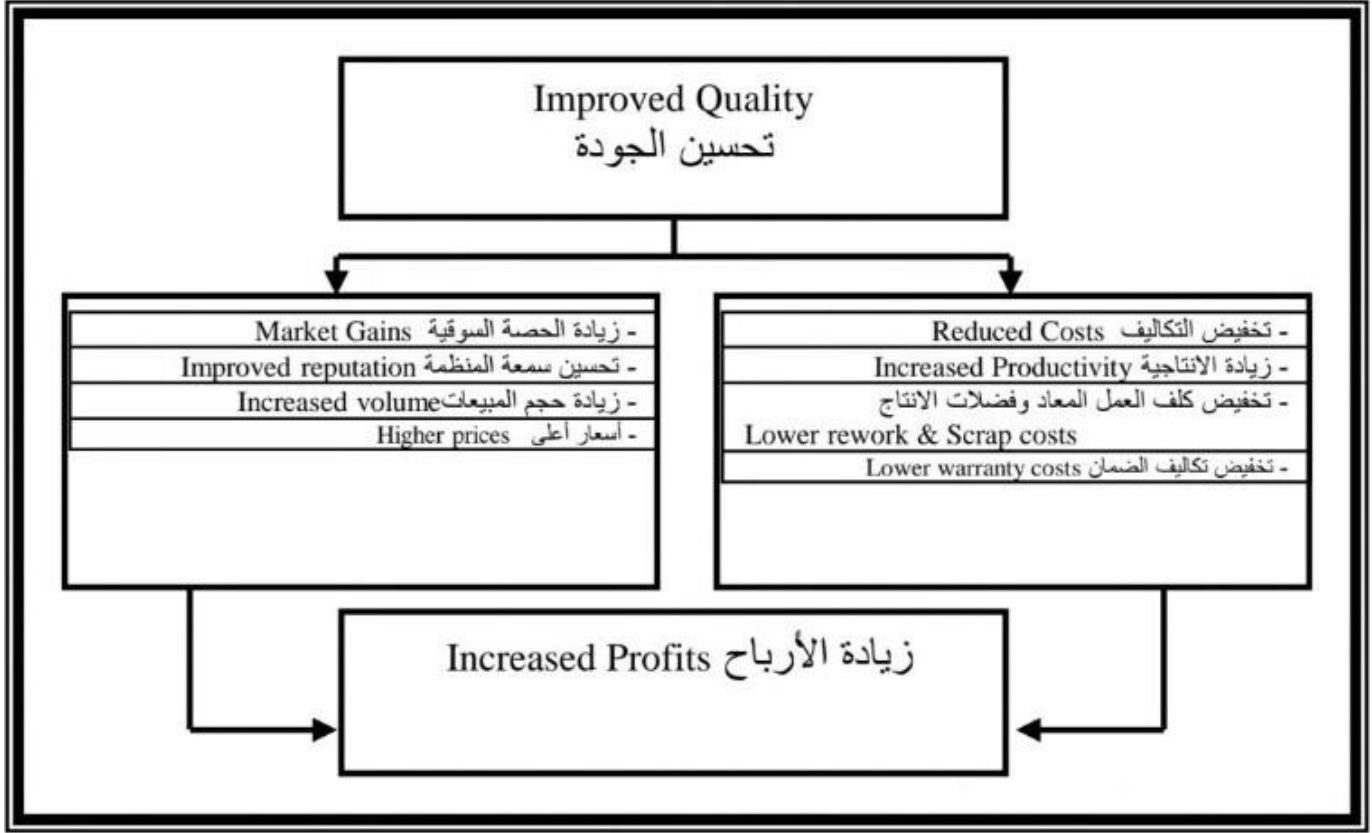 Improved Quality
تحسين الجودة
- زيادة الحصة السوقية Market Gains
- تحسين سمعة المنظمة Improved reputation
- زيادة حجم المبيعات Increased volume
- أسعار أعلى Higher prices
- تخفيض التكاليف Reduced Costs
- زيادة الانتاجية Increased Productivity
- تخفيض كلف العمل المعاد وفضلات الانتاج
Lower rework & Scrap costs
- تخفيض تكاليف الضمان Lower warranty costs
زيادة الأرباح Increased Profits